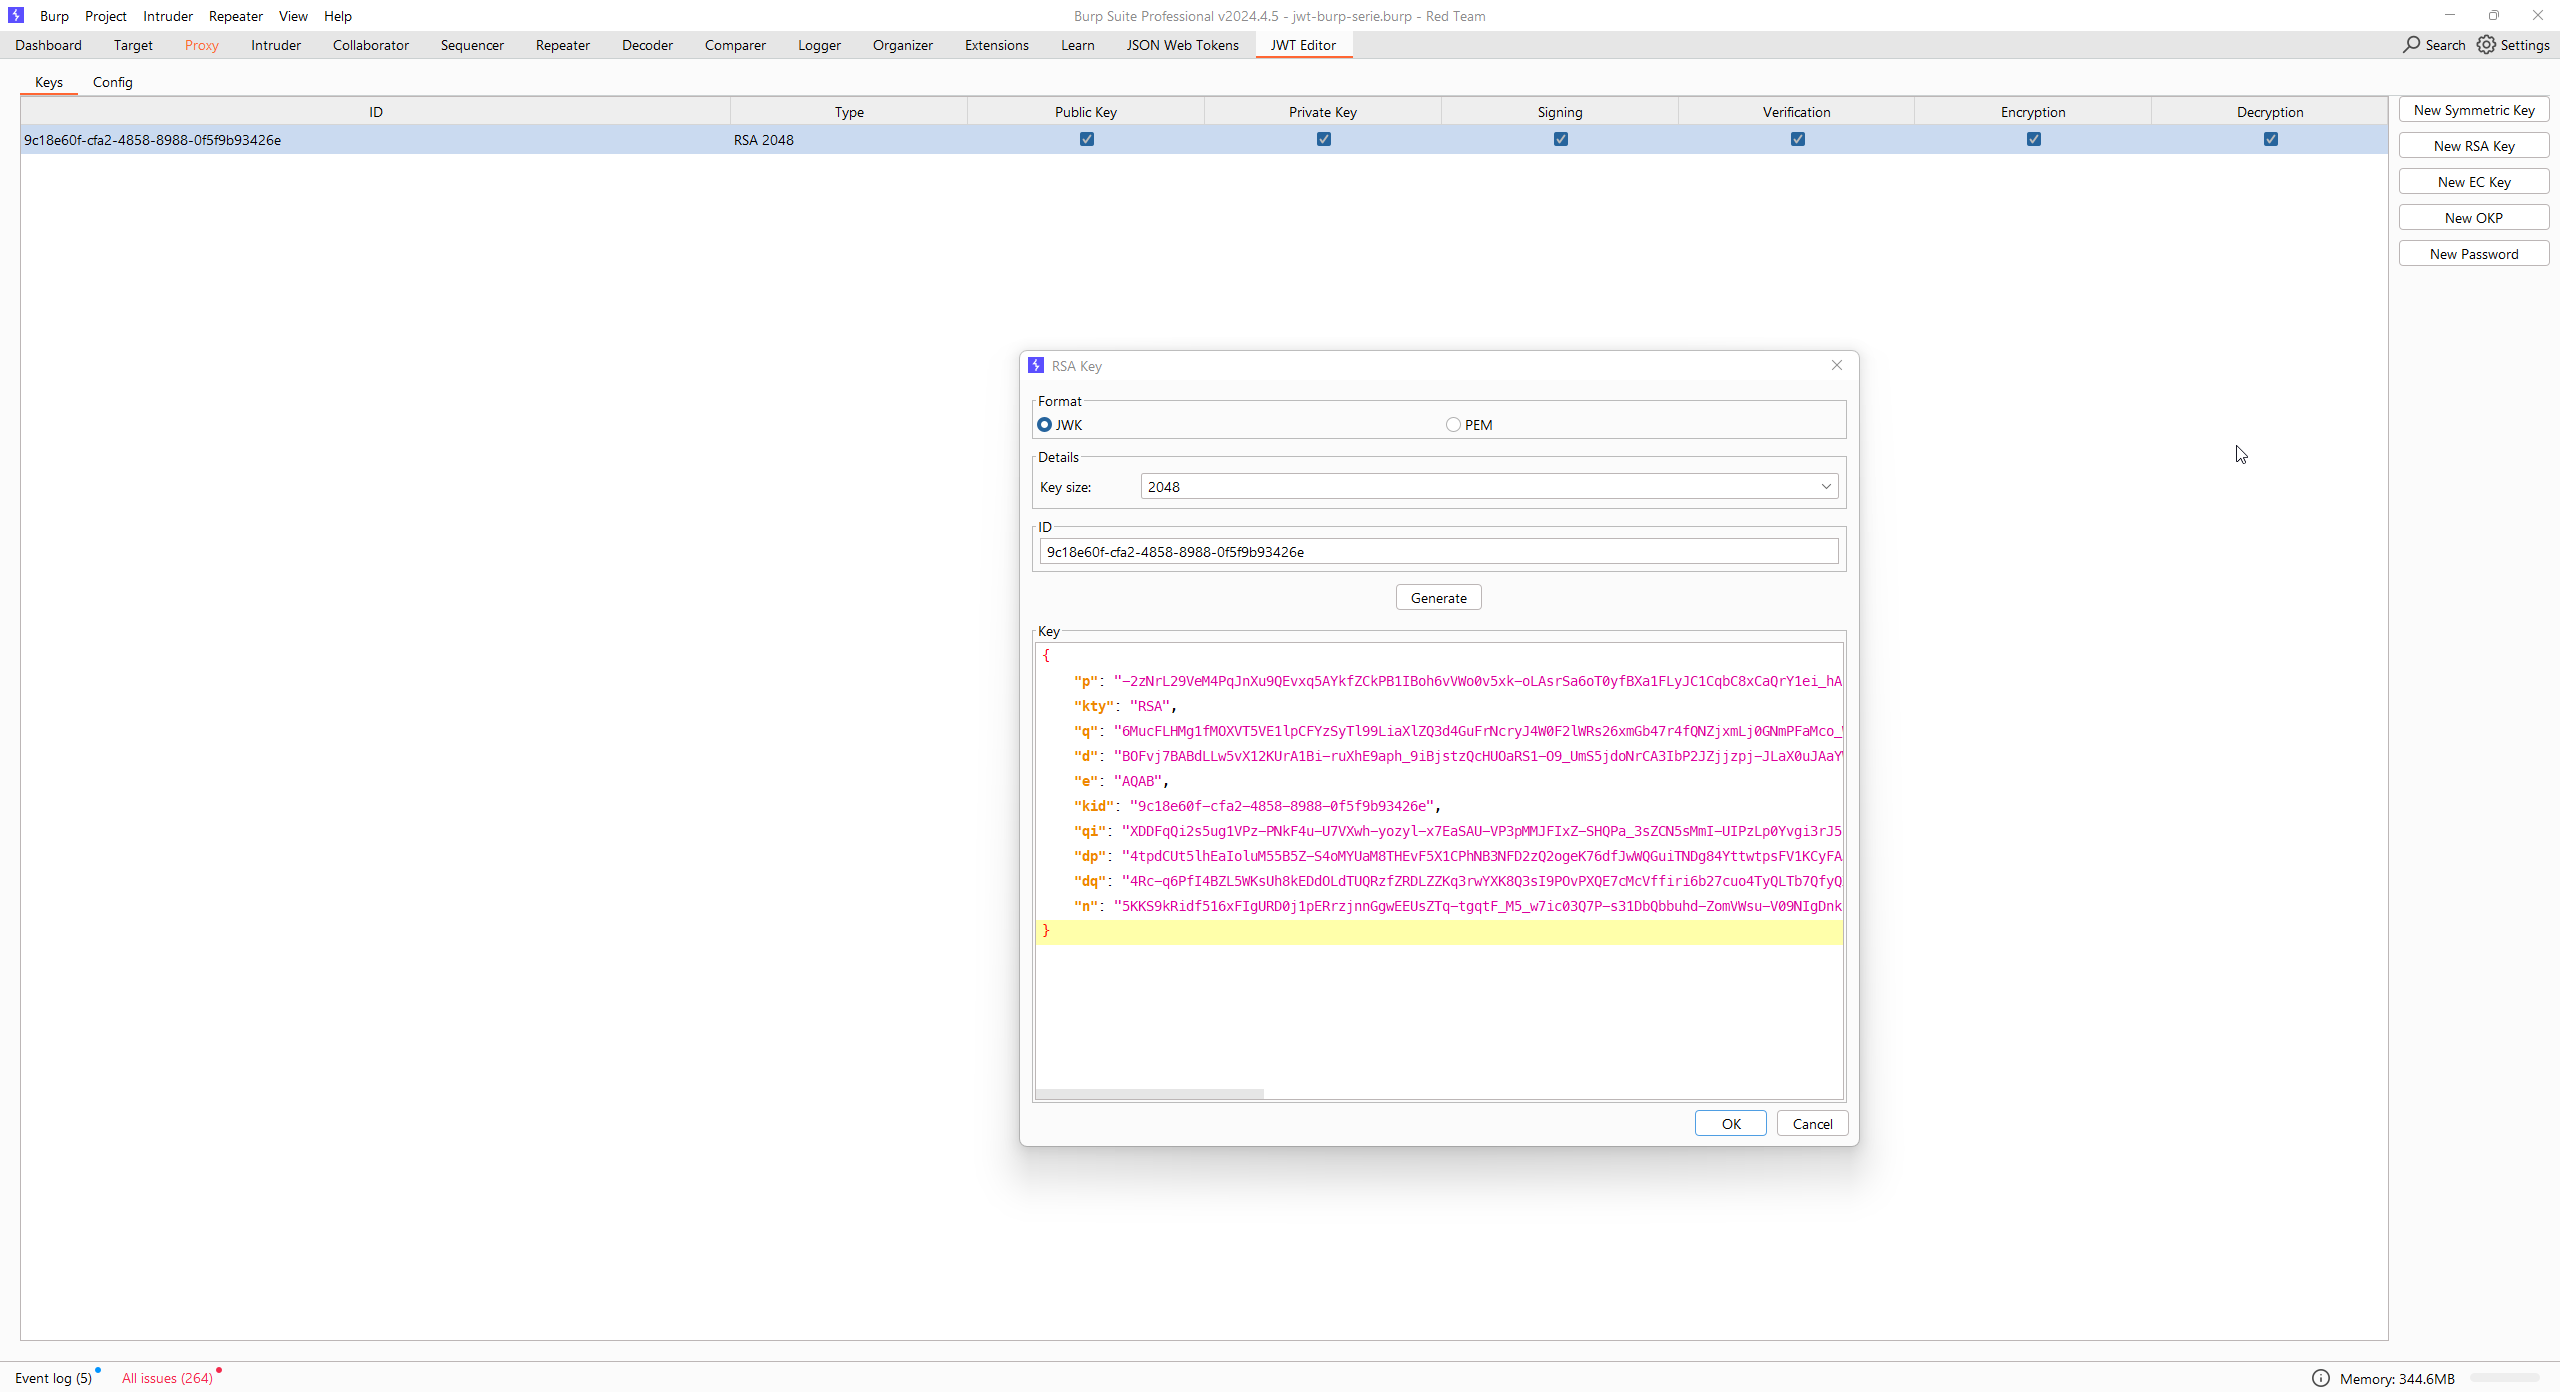 Burp Project Intruder Repeater View Help
Burp Suite Professional v2024.4.5 - jwt-burp-serie.burp - Red Team
Dashboard Target Proxy Intruder Collaborator Sequencer Repeater Decoder Comparer Logger Organizer Extensions Learn JSON Web Tokens JWT Editor Search Settings
Keys Config
ID Type Public Key Private Key Signing Verification Encryption Decryption
9c18e60f-cfa2-4858-8988-0f5f9b93426e RSA 2048
New Symmetric Key
New RSA Key
New EC Key
New OKP
New Password
RSA Key
Format
JWK PEM
Details
Key size: 2048
ID
9c18e60f-cfa2-4858-8988-0f5f9b93426e
Generate
Key
{
"p": "-2zNrL29VeM4PqJnXu9QEvxq5AYkfZCkPB1IBoh6vVWo0v5xk-oLAsrSa6oT0yfBXa1FLyJC1CqbC8xCaQrY1ei_hA
"kty": "RSA",
"q": "6MucFLHMg1fMOXVT5VE1lpCFYzSyTl99LiaXlZQ3d4GuFrNcryJ4W0F2lWRs26xmGb47r4fQNZjxmLj0GNmPFaMco_
"d": "BOFvj7BABdLLw5vX12KUrA1Bi-ruXhE9aph_9iBjstzQcHUOaRS1-O9_UmS5jdoNrCA3IbP2JZjjzpj-JLaX0uJAaY
"e": "AQAB",
"kid": "9c18e60f-cfa2-4858-8988-0f5f9b93426e",
"qi": "XDDFqQi2s5ug1VPz-PNkF4u-U7VXwh-yozyl-x7EaSAU-VP3pMMJFIxZ-SHQPa_3sZCN5sMmI-UIPzLp0Yvgi3rJ5
"dp": "4tpdCUt5lhEaIoluM55B5Z-S4oMYUaM8THEvF5X1CPhNB3NFD2zQ2ogeK76dfJwWQGuiTNDg84YttwtpsFV1KCyFA
"dq": "4Rc-q6PfI4BZL5WKsUh8kEDdOLdTUQRzfZRDLZZKq3rwYXK8Q3sI9POvPXQE7cMcVffiri6b27cuo4TyQLTb7QfyQ
"n": "5KKS9kRidf516xFIgURD0j1pERrzjnnGgwEEUsZTq-tgqtF_M5_w7ic03Q7P-s31DbQbbuhd-ZomVWsu-V09NIgDnk
}
OK Cancel
Event log (5) All issues (264) Memory: 344.6MB